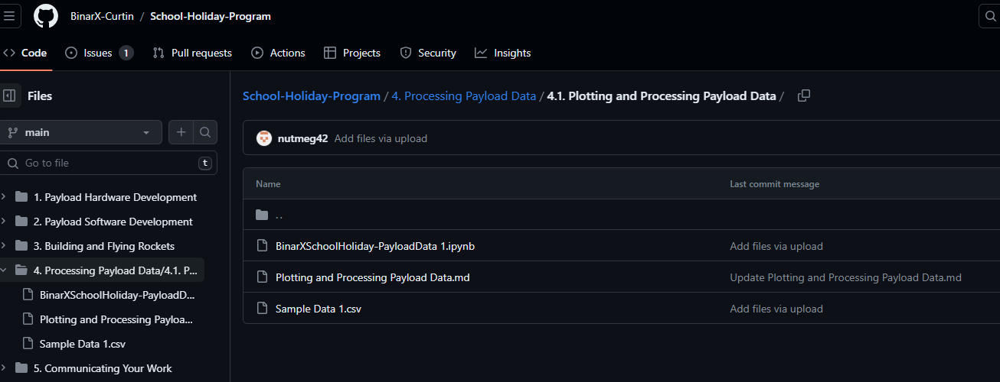 BinarX-Curtin / School-Holiday-Program
Code Issues 1 Pull requests Actions Projects Security Insights
Files
main
Go to file t
1. Payload Hardware Development
2. Payload Software Development
3. Building and Flying Rockets
4. Processing Payload Data/4.1. P...
BinarXSchoolHoliday-PayloadD...
Plotting and Processing Payloa...
Sample Data 1.csv
5. Communicating Your Work
School-Holiday-Program / 4. Processing Payload Data / 4.1. Plotting and Processing Payload Data /
nutmeg42 Add files via upload
Name Last commit message
..
BinarXSchoolHoliday-PayloadData 1.ipynb Add files via upload
Plotting and Processing Payload Data.md Update Plotting and Processing Payload Data.md
Sample Data 1.csv Add files via upload